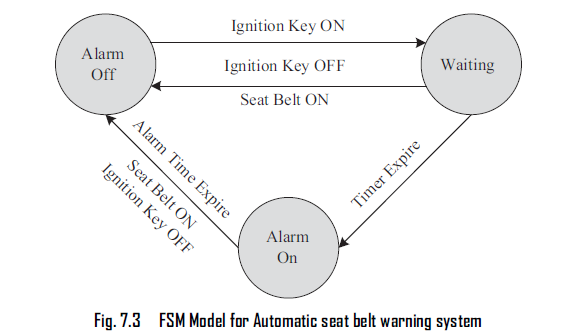 Ignition Key ON
Alarm
Off
Ignition Key OFF
Waiting
Seat Belt ON
Alarm Time Expire
Seat Belt ON
Ignition Key OFF
Timer Expire
Alarm
On
Fig. 7.3 FSM Model for Automatic seat belt warning system